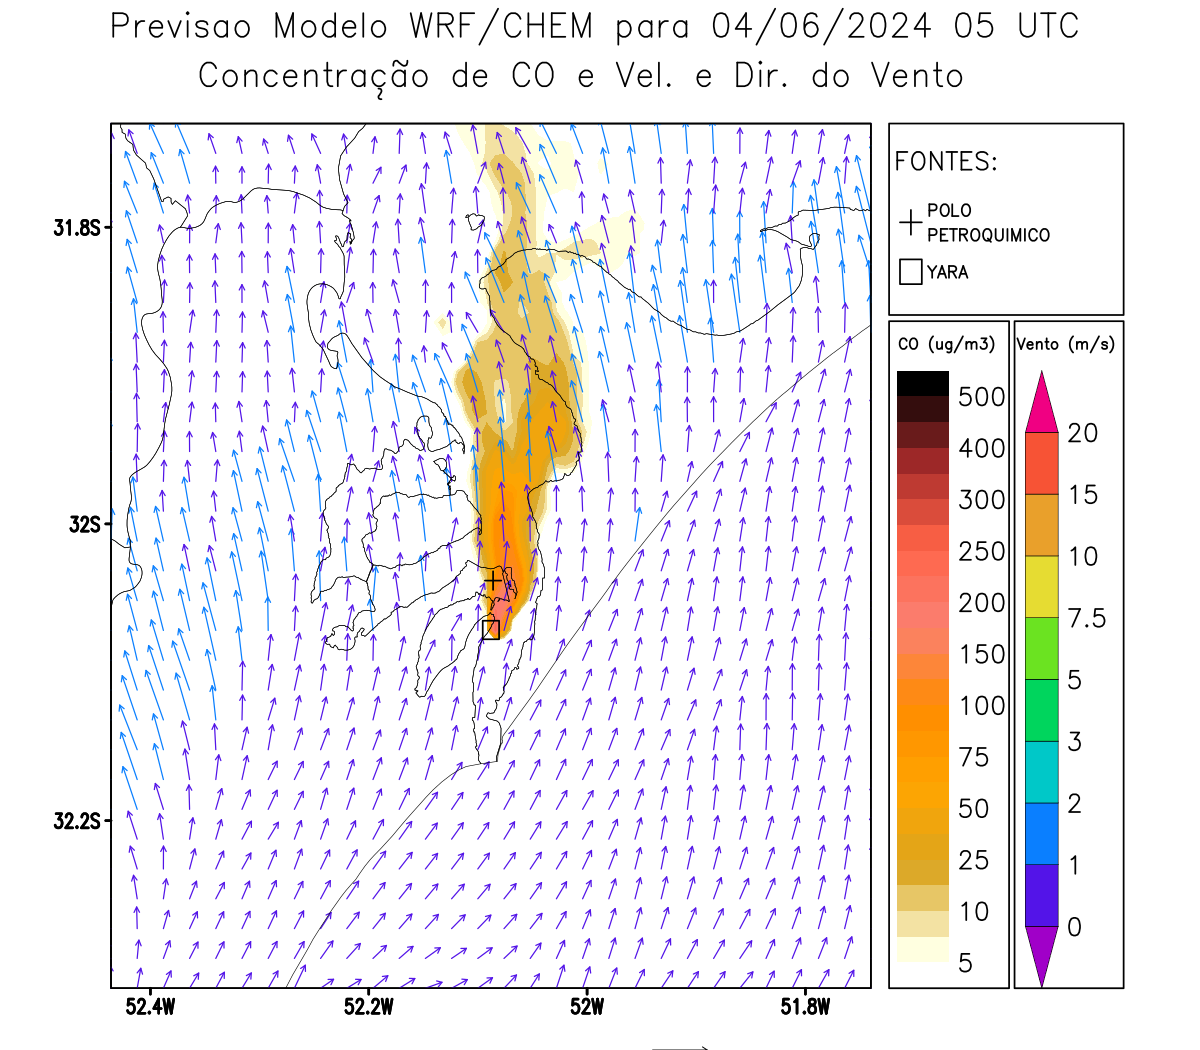 Previsao Modelo WRF/CHEM para 04/06/2024 05 UTC
Concentração de CO e Vel. e Dir. do Vento
FONTES:
POLO
PETROQUIMICO
YARA
31.8S
32S
32.2S
52.4W
52.2W
52W
51.8W
CO (ug/m3)
500
400
300
250
200
150
100
75
50
25
10
5
Vento (m/s)
20
15
10
7.5
5
3
2
1
0